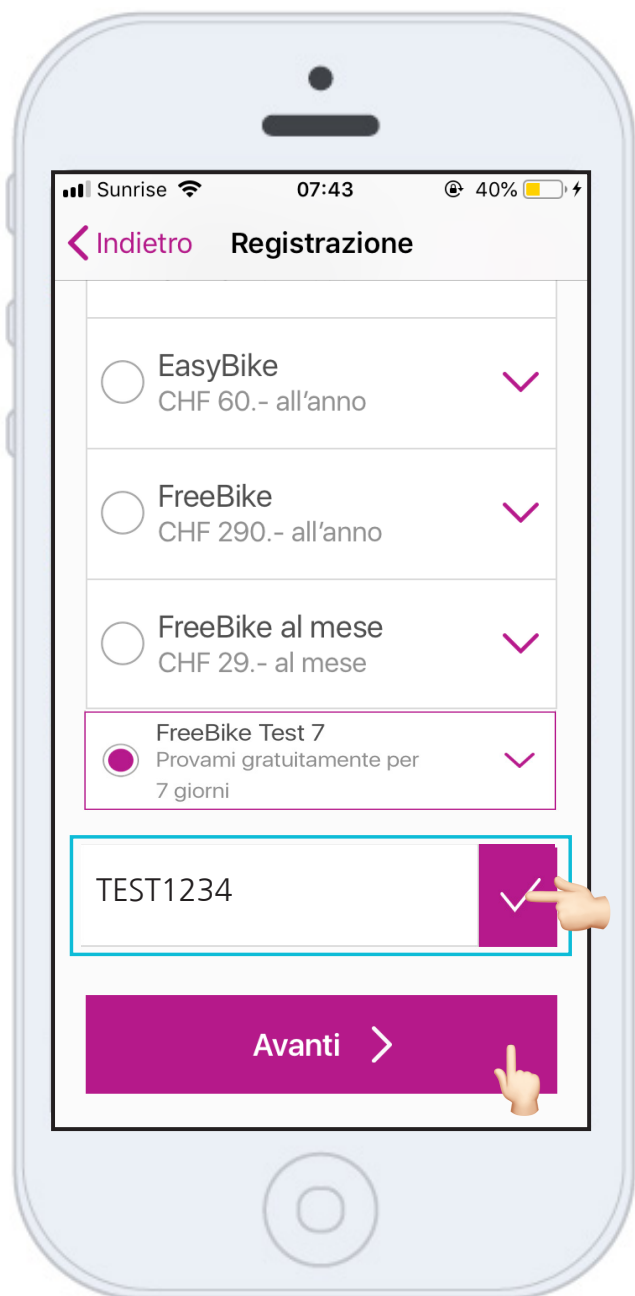 Sunrise 07:43 40%
Indietro Registrazione
EasyBike
CHF 60.- all’anno
FreeBike
CHF 290.- all’anno
FreeBike al mese
CHF 29.- al mese
FreeBike Test 7
Provami gratuitamente per
7 giorni
TEST1234
Avanti